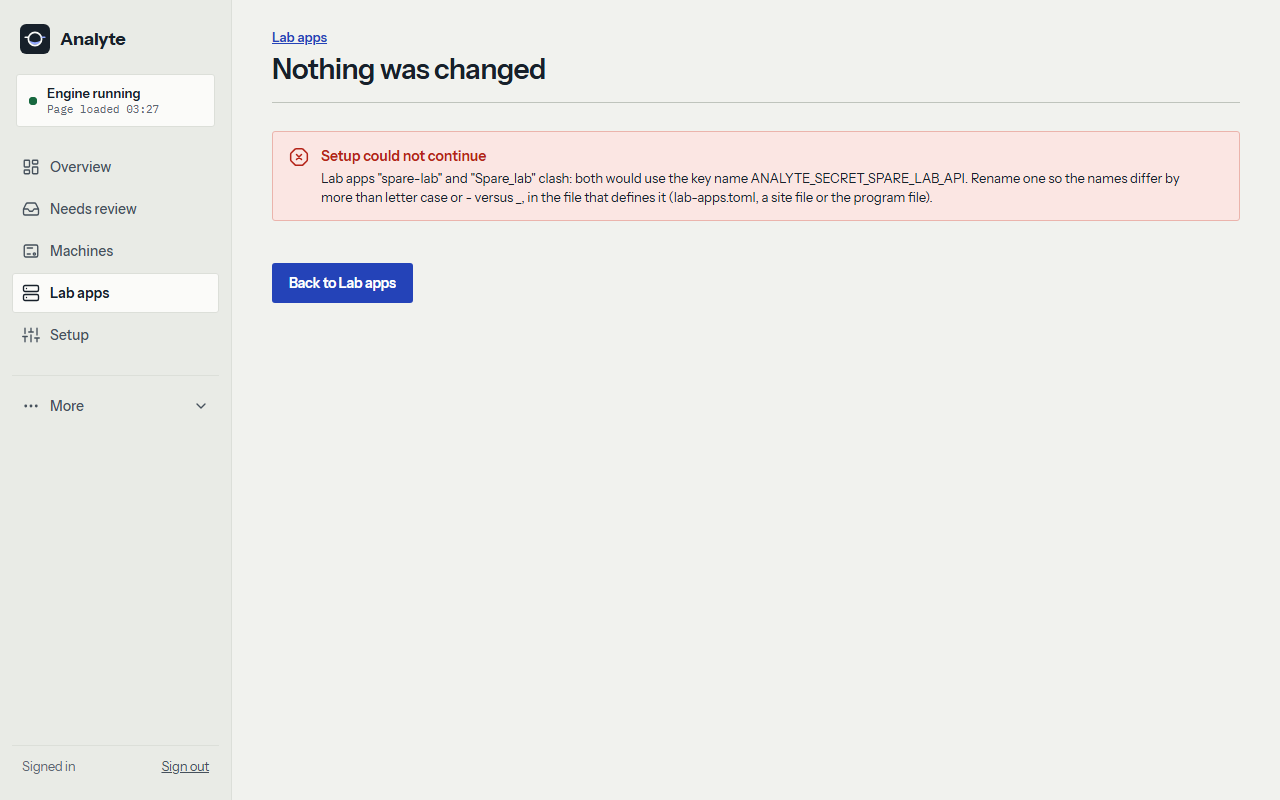 Analyte
Engine running
Page loaded 03:27
Overview
Needs review
Machines
Lab apps
Setup
More
Signed in
Sign out
Lab apps
Nothing was changed
Setup could not continue
Lab apps "spare-lab" and "Spare_lab" clash: both would use the key name ANALYTE_SECRET_SPARE_LAB_API. Rename one so the names differ by
more than letter case or - versus _, in the file that defines it (lab-apps.toml, a site file or the program file).
Back to Lab apps